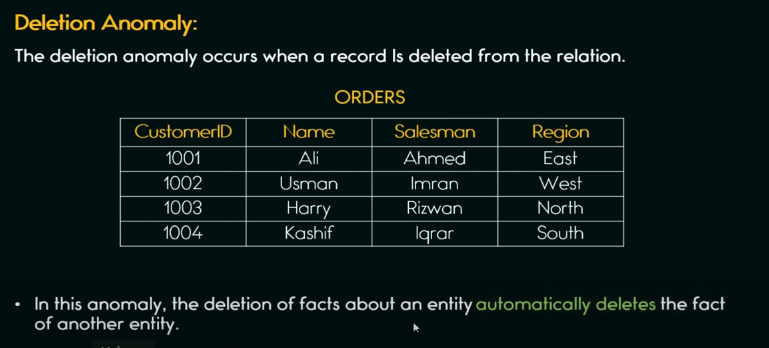 Deletion Anomaly:
The deletion anomaly occurs when a record Is deleted from the relation.
ORDERS
CustomerID Name Salesman Region
1001 Ali Ahmed East
1002 Usman Imran West
1003 Harry Rizwan North
1004 Kashif Iqrar South
• In this anomaly, the deletion of facts about an entity automatically deletes the fact
of another entity.